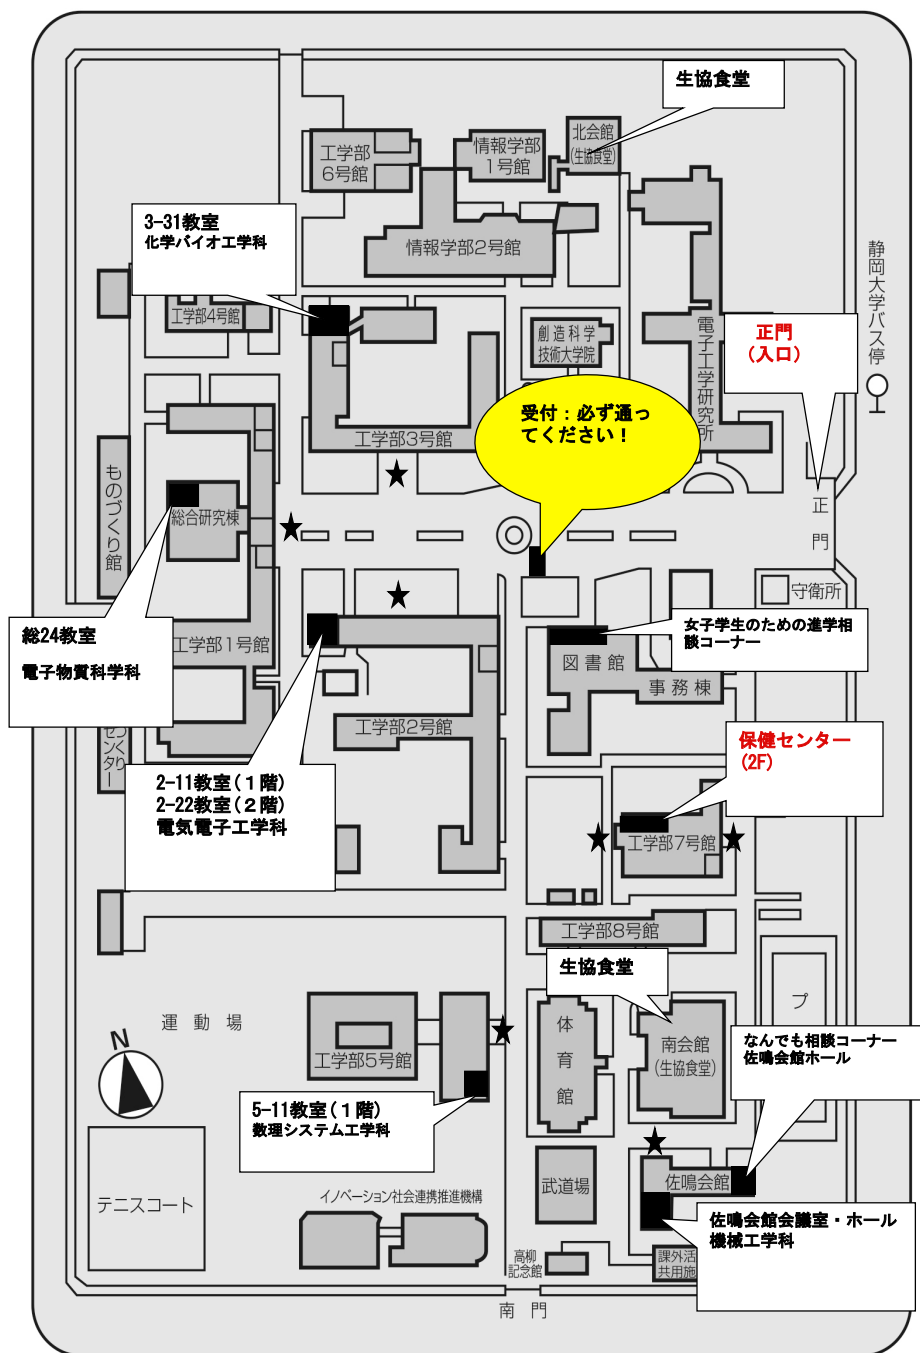 生協食堂
北会館
(生協食堂)
工学部
6号館
情報学部
1号館
3-31教室
化学バイオ工学科
情報学部2号館
静岡大学バス停
工学部4号館
創造科学
技術大学院
電子工学研究所
正門
(入口)
受付：必ず通っ
てください！
工学部3号館
ものづくり館
総合研究棟
正門
守衛所
総24教室
電子物質科学科
工学部1号館
女子学生のための進学相
談コーナー
図書館
事務棟
工学部2号館
づくり
センター
保健センター
(2F)
2-11教室(１階)
2-22教室(２階)
電気電子工学科
工学部7号館
工学部8号館
生協食堂
運動場
N
工学部5号館
体育館
南会館
(生協食堂)
プ
なんでも相談コーナー
佐鳴会館ホール
5-11教室(１階)
数理システム工学科
テニスコート
イノベーション社会連携推進機構
武道場
佐鳴会館
佐鳴会館会議室・ホール
機械工学科
高柳
記念館
課外活
共用施
南門